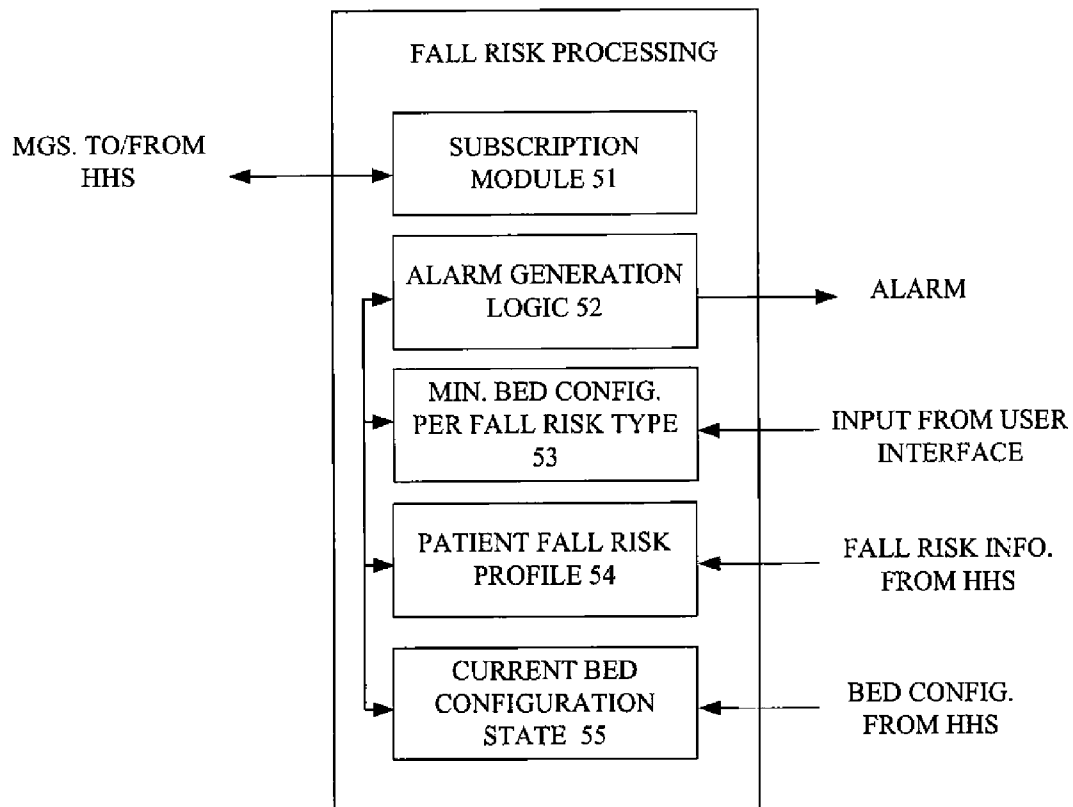 FALL RISK PROCESSING
MGS. TO/FROM
HHS
SUBSCRIPTION
MODULE 51
ALARM GENERATION
LOGIC 52
ALARM
MIN. BED CONFIG.
PER FALL RISK TYPE
53
INPUT FROM USER
INTERFACE
PATIENT FALL RISK
PROFILE 54
FALL RISK INFO.
FROM HHS
CURRENT BED
CONFIGURATION
STATE 55
BED CONFIG.
FROM HHS